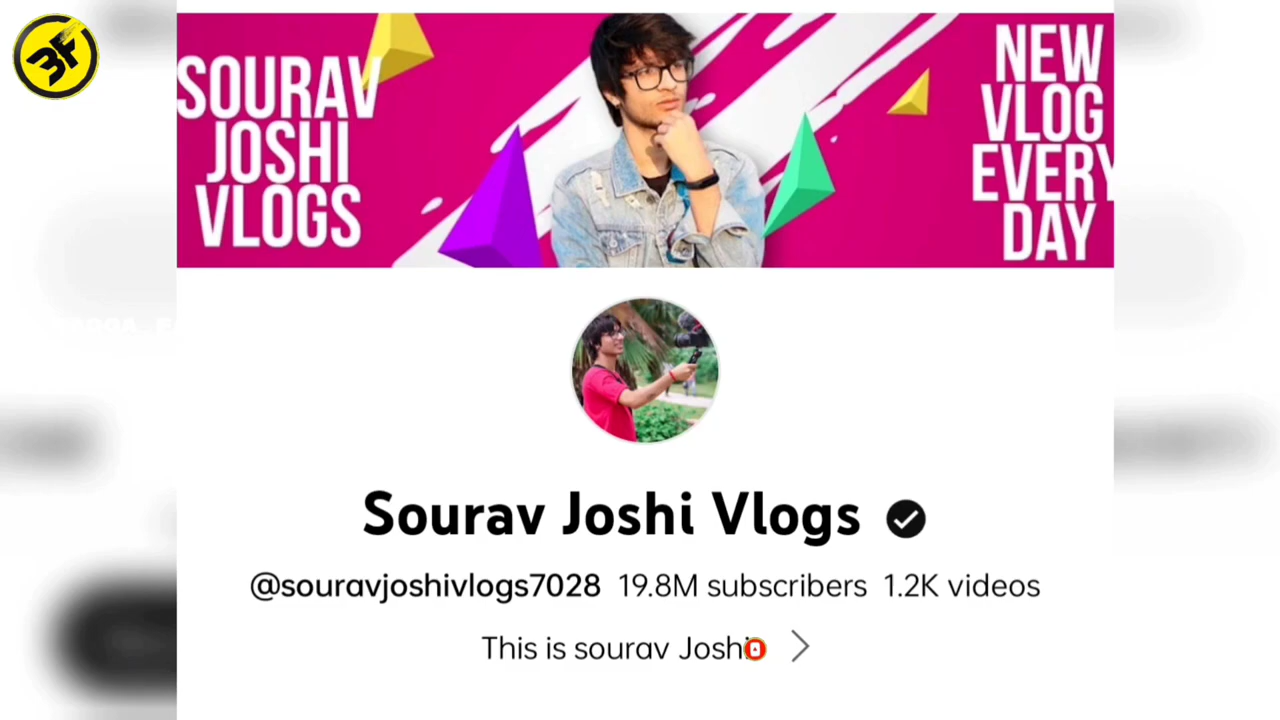 3F
SOURAV
JOSHI
VLOGS
NEW
VLOG
EVERY
DAY
Sourav Joshi Vlogs
@souravjoshivlogs7028 19.8M subscribers 1.2K videos
This is sourav Joshi